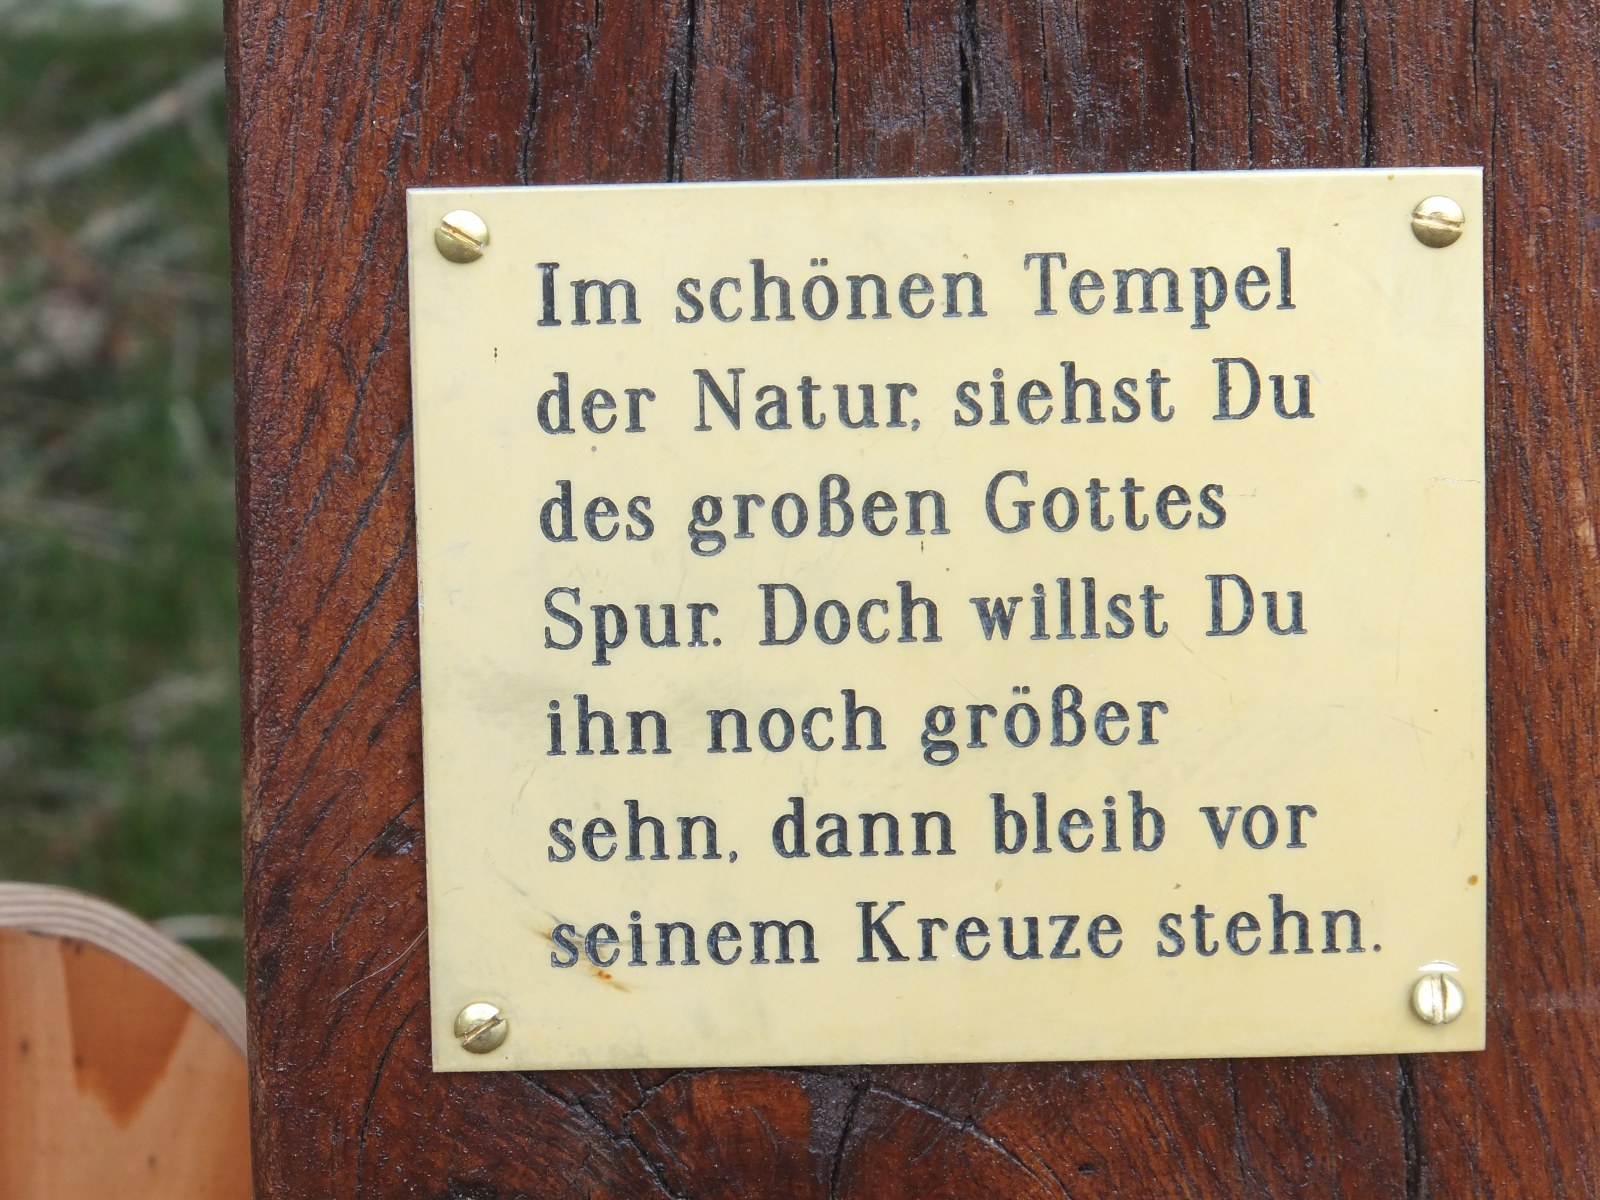 Im schönen Tempel
der Natur, siehst Du
des großen Gottes
Spur. Doch willst Du
ihn noch größer
sehn, dann bleib vor
seinem Kreuze stehn.